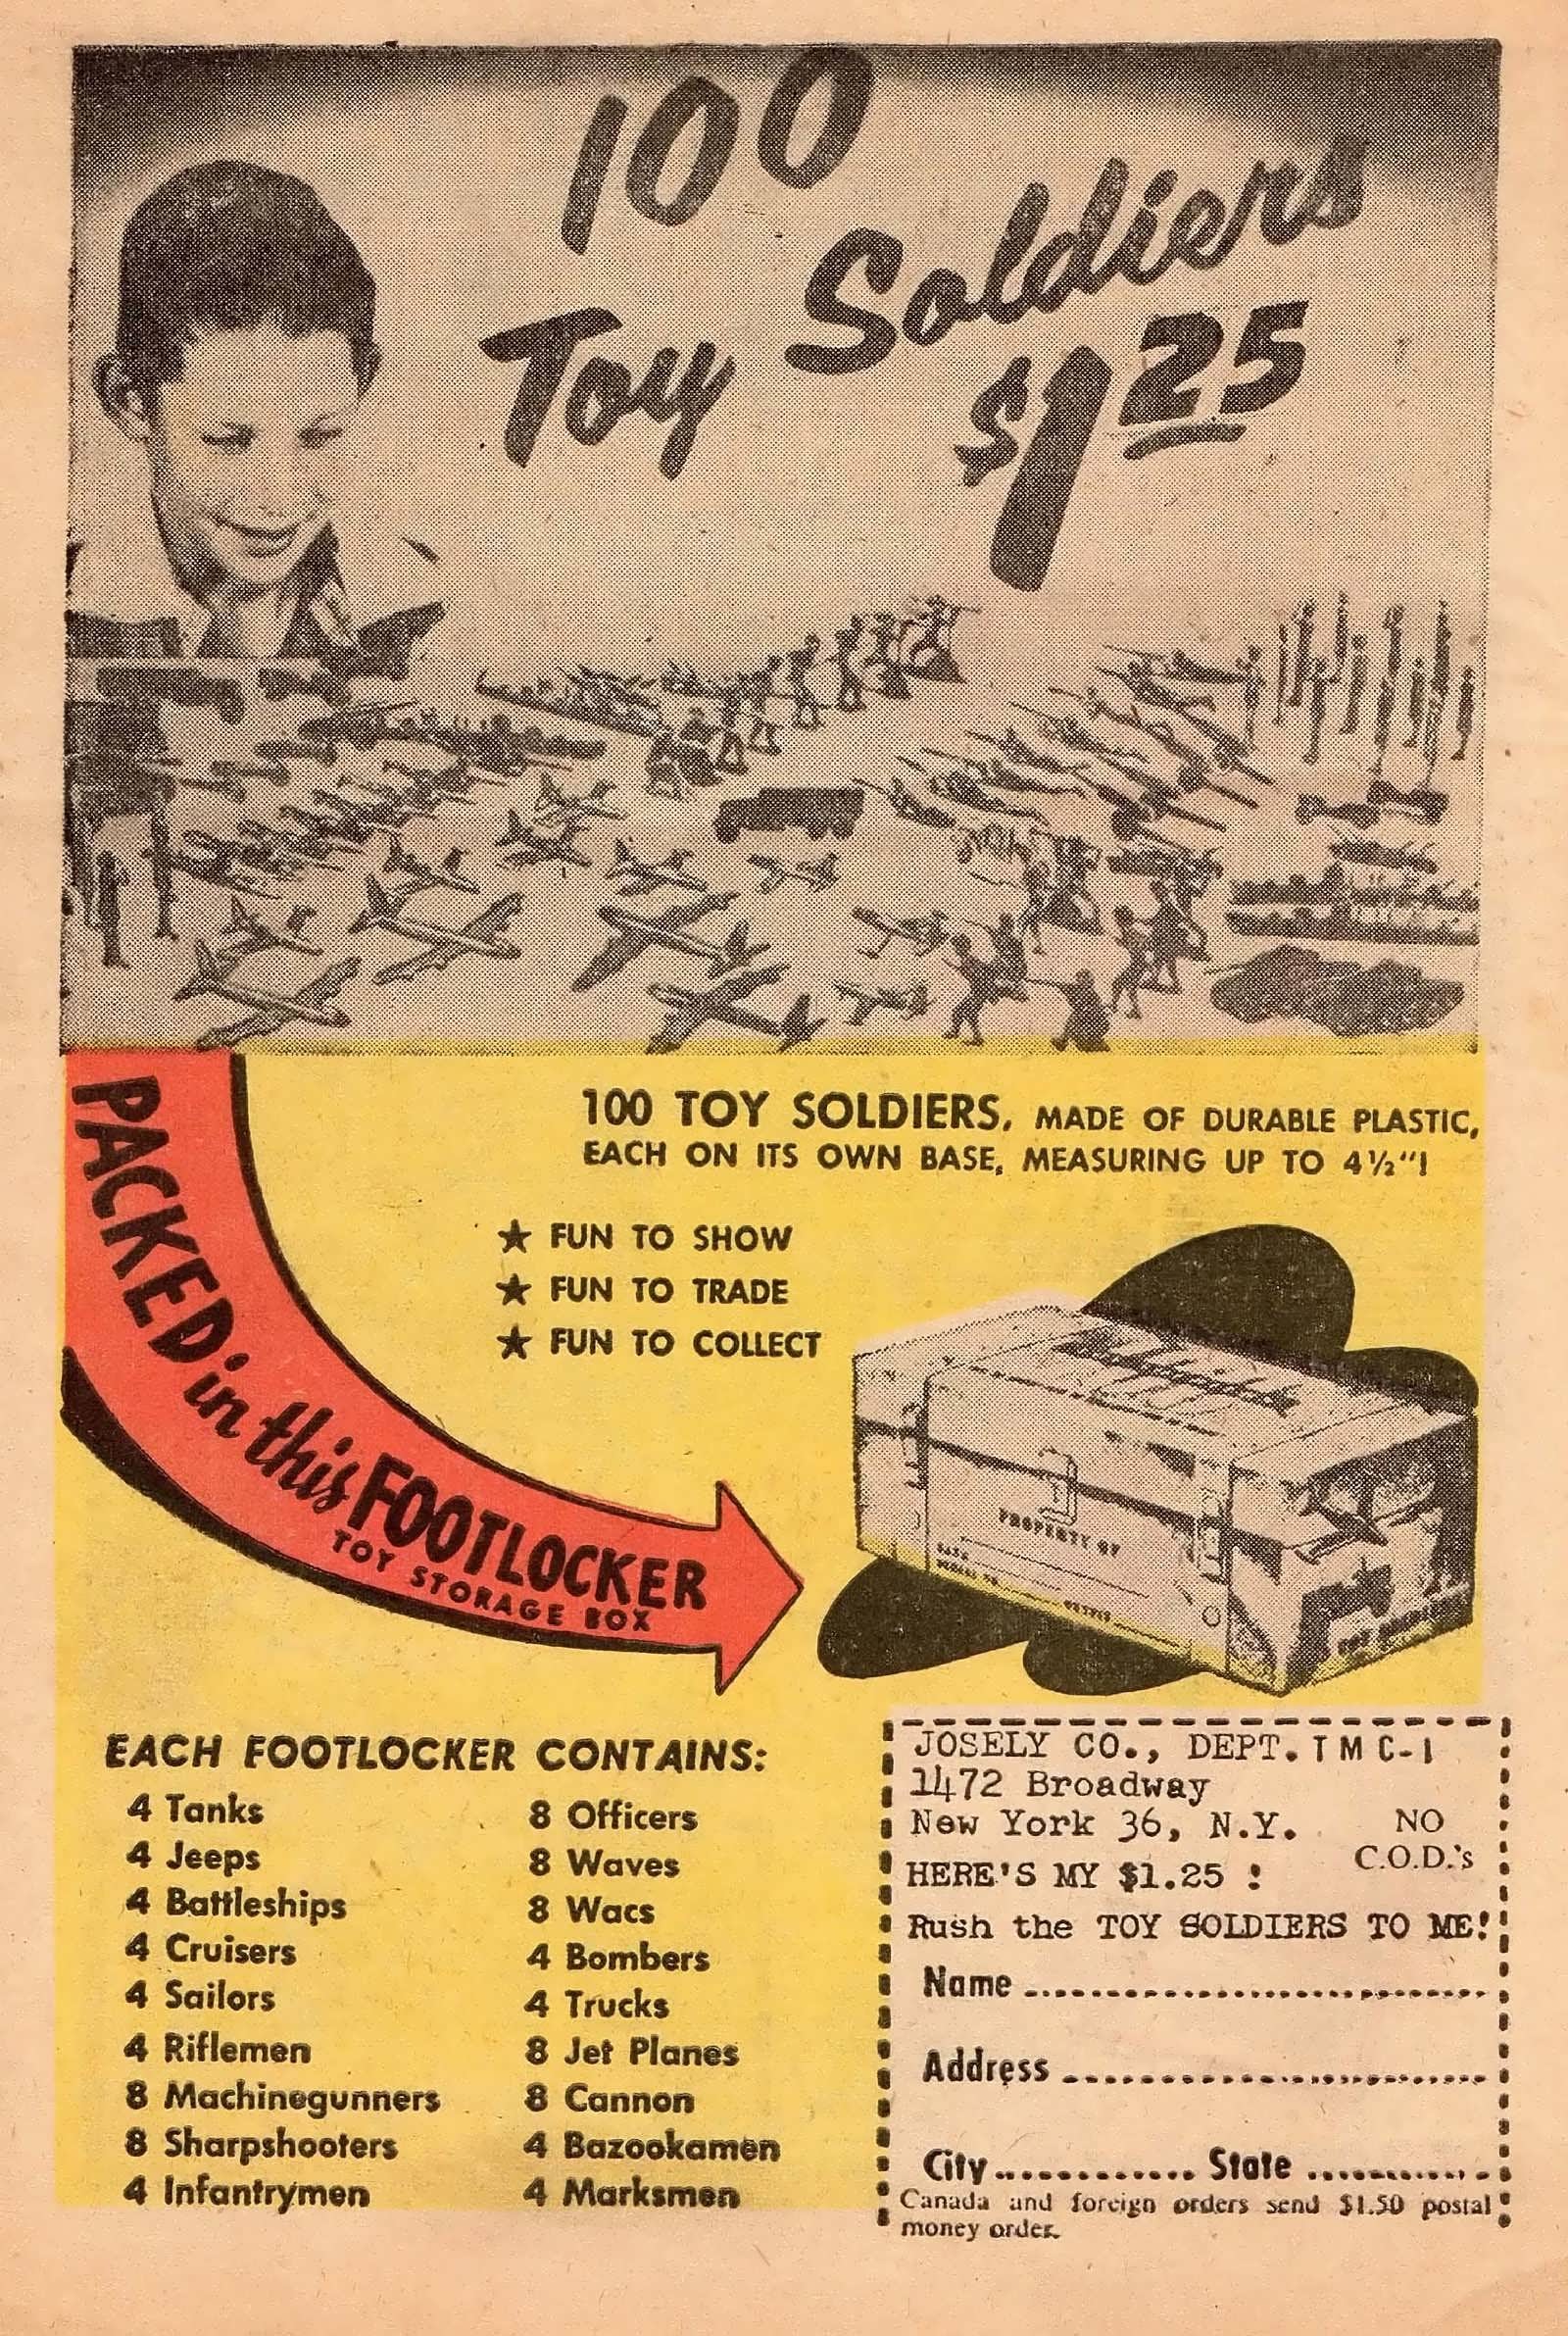 100
Toy Soldiers
$1.25
100 TOY SOLDIERS, MADE OF DURABLE PLASTIC,
EACH ON ITS OWN BASE, MEASURING UP TO 4½"!
★ FUN TO SHOW
★ FUN TO TRADE
★ FUN TO COLLECT
PACKED in this FOOTLOCKER
TOY STORAGE BOX
PROPERTY OF
EACH FOOTLOCKER CONTAINS:
4 Tanks
4 Jeeps
4 Battleships
4 Cruisers
4 Sailors
4 Riflemen
8 Machinegunners
8 Sharpshooters
4 Infantrymen
8 Officers
8 Waves
8 Wacs
4 Bombers
4 Trucks
8 Jet Planes
8 Cannon
4 Bazookamen
4 Marksmen
JOSELY CO., DEPT. TMC-1
1472 Broadway
New York 36, N.Y.
NO
C.O.D.'s
HERE'S MY $1.25 !
Rush the TOY SOLDIERS TO ME!
Name
Address
City State
Canada and foreign orders send $1.50 postal
money order.